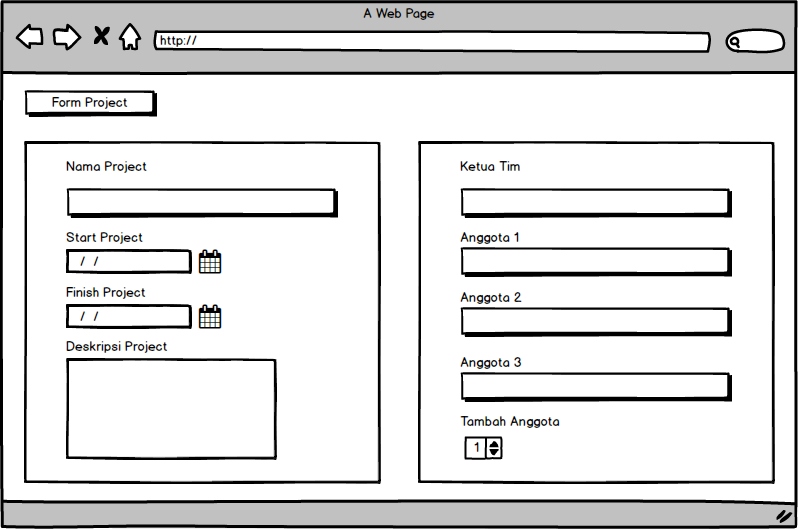 A Web Page
http://
Form Project
Nama Project
Start Project
/ /
Finish Project
/ /
Deskripsi Project
Ketua Tim
Anggota 1
Anggota 2
Anggota 3
Tambah Anggota
1